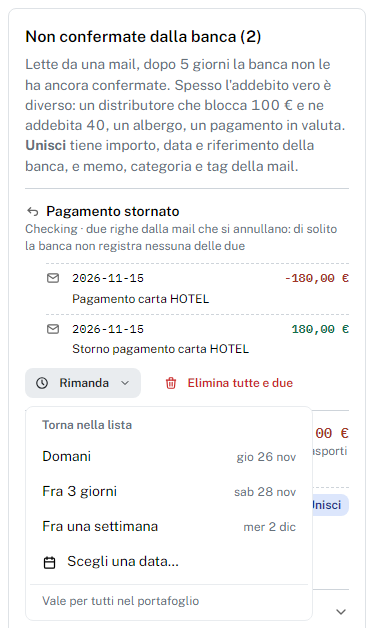 Non confermate dalla banca (2)
Lette da una mail, dopo 5 giorni la banca non le
ha ancora confermate. Spesso l'addebito vero è
diverso: un distributore che blocca 100 € e ne
addebita 40, un albergo, un pagamento in valuta.
Unisci tiene importo, data e riferimento della
banca, e memo, categoria e tag della mail.
Pagamento stornato
Checking · due righe dalla mail che si annullano: di solito
la banca non registra nessuna delle due
2026-11-15 -180,00 €
Pagamento carta HOTEL
2026-11-15 180,00 €
Storno pagamento carta HOTEL
Rimanda Elimina tutte e due
Torna nella lista
00 €
Domani gio 26 nov
Fra 3 giorni sab 28 nov
Fra una settimana mer 2 dic
Scegli una data...
Vale per tutti nel portafoglio